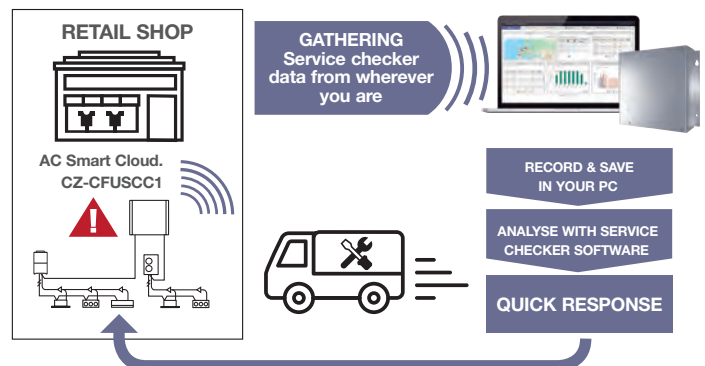 RETAIL SHOP
AC Smart Cloud.
CZ-CFUSCC1
GATHERING
Service checker
data from wherever
you are
RECORD & SAVE
IN YOUR PC
ANALYSE WITH SERVICE
CHECKER SOFTWARE
QUICK RESPONSE